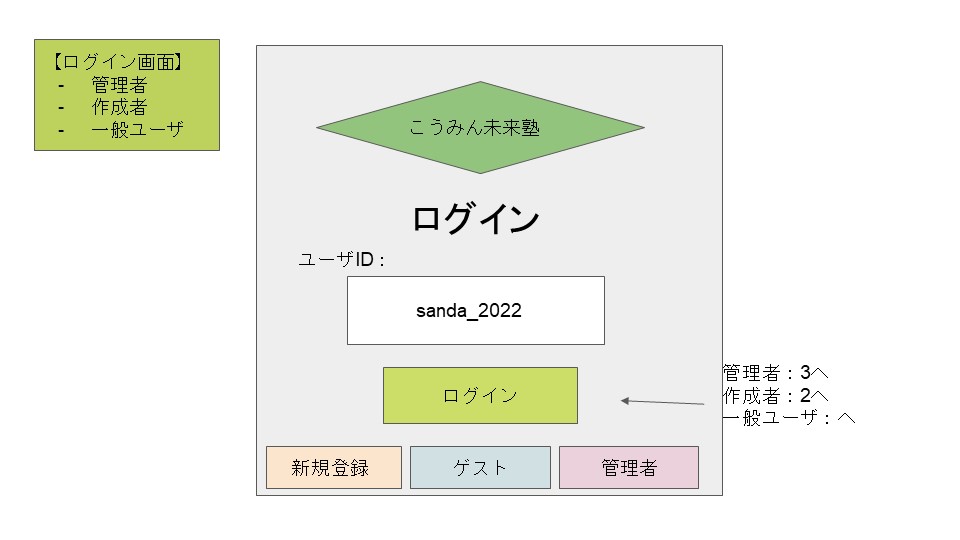 【ログイン画面】
- 管理者
- 作成者
- 一般ユーザ
こうみん未来塾
ログイン
ユーザID：
sanda_2022
ログイン
管理者：3へ
作成者：2へ
一般ユーザ：へ
新規登録
ゲスト
管理者